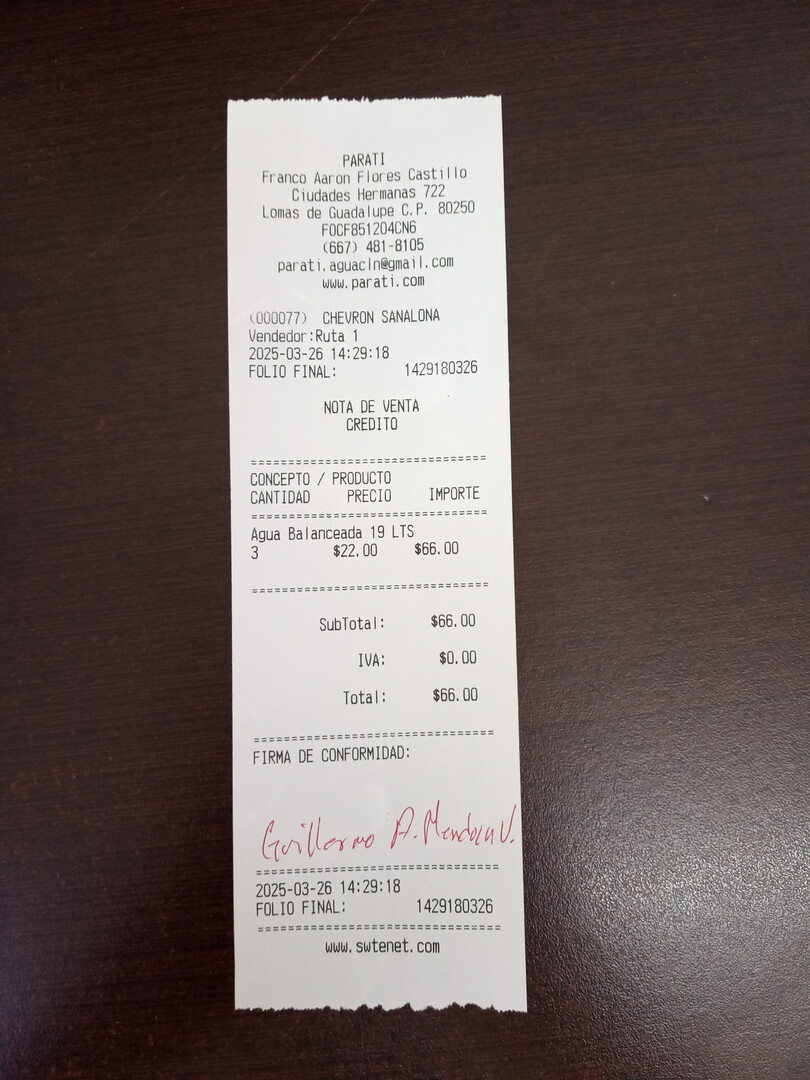 PARATI
Franco Aaron Flores Castillo
Ciudades Hermanas 722
Lomas de Guadalupe C.P. 80250
FOCF851204CN6
(667) 481-8105
parati.aguacln@gmail.com
www.parati.com
(000077) CHEVRON SANALONA
Vendedor:Ruta 1
2025-03-26 14:29:18
FOLIO FINAL: 1429180326
NOTA DE VENTA
CREDITO
===============================
CONCEPTO / PRODUCTO
CANTIDAD PRECIO IMPORTE
===============================
Agua Balanceada 19 LTS
3 $22.00 $66.00
===============================
SubTotal: $66.00
IVA: $0.00
Total: $66.00
===============================
FIRMA DE CONFORMIDAD:
Guillermo A. Mendoza V.
===============================
2025-03-26 14:29:18
FOLIO FINAL: 1429180326
===============================
www.swtenet.com